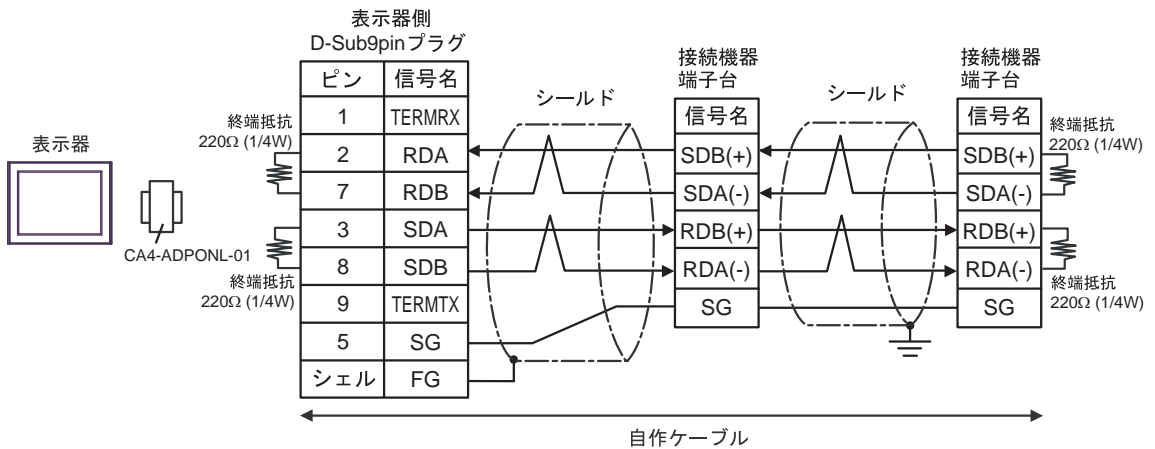 表示器側
D-Sub9pinプラグ
ピン 信号名
1 TERMRX
2 RDA
7 RDB
3 SDA
8 SDB
9 TERMTX
5 SG
シェル FG
表示器
CA4-ADPONL-01
終端抵抗
220Ω (1/4W)
終端抵抗
220Ω (1/4W)
シールド
接続機器
端子台
信号名
SDB(+)
SDA(-)
RDB(+)
RDA(-)
SG
シールド
接続機器
端子台
信号名
SDB(+)
SDA(-)
RDB(+)
RDA(-)
SG
終端抵抗
220Ω (1/4W)
終端抵抗
220Ω (1/4W)
自作ケーブル